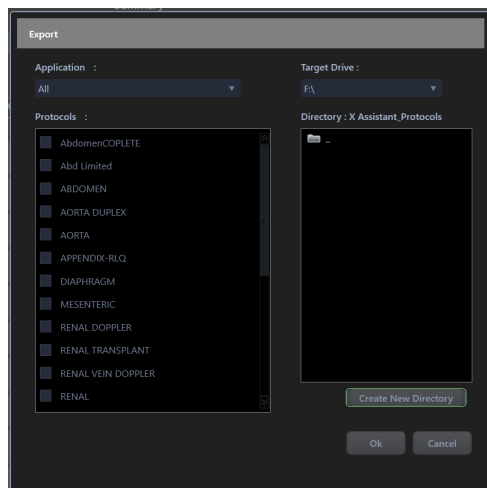 Export
Application :
Target Drive :
All
F:\
Protocols :
Directory : X Assistant_Protocols
AbdomenCOPLETE
..
Abd Limited
ABDOMEN
AORTA DUPLEX
AORTA
APPENDIX-RLQ
DIAPHRAGM
MESENTERIC
RENAL DOPPLER
RENAL TRANSPLANT
RENAL VEIN DOPPLER
RENAL
Create New Directory
Ok
Cancel